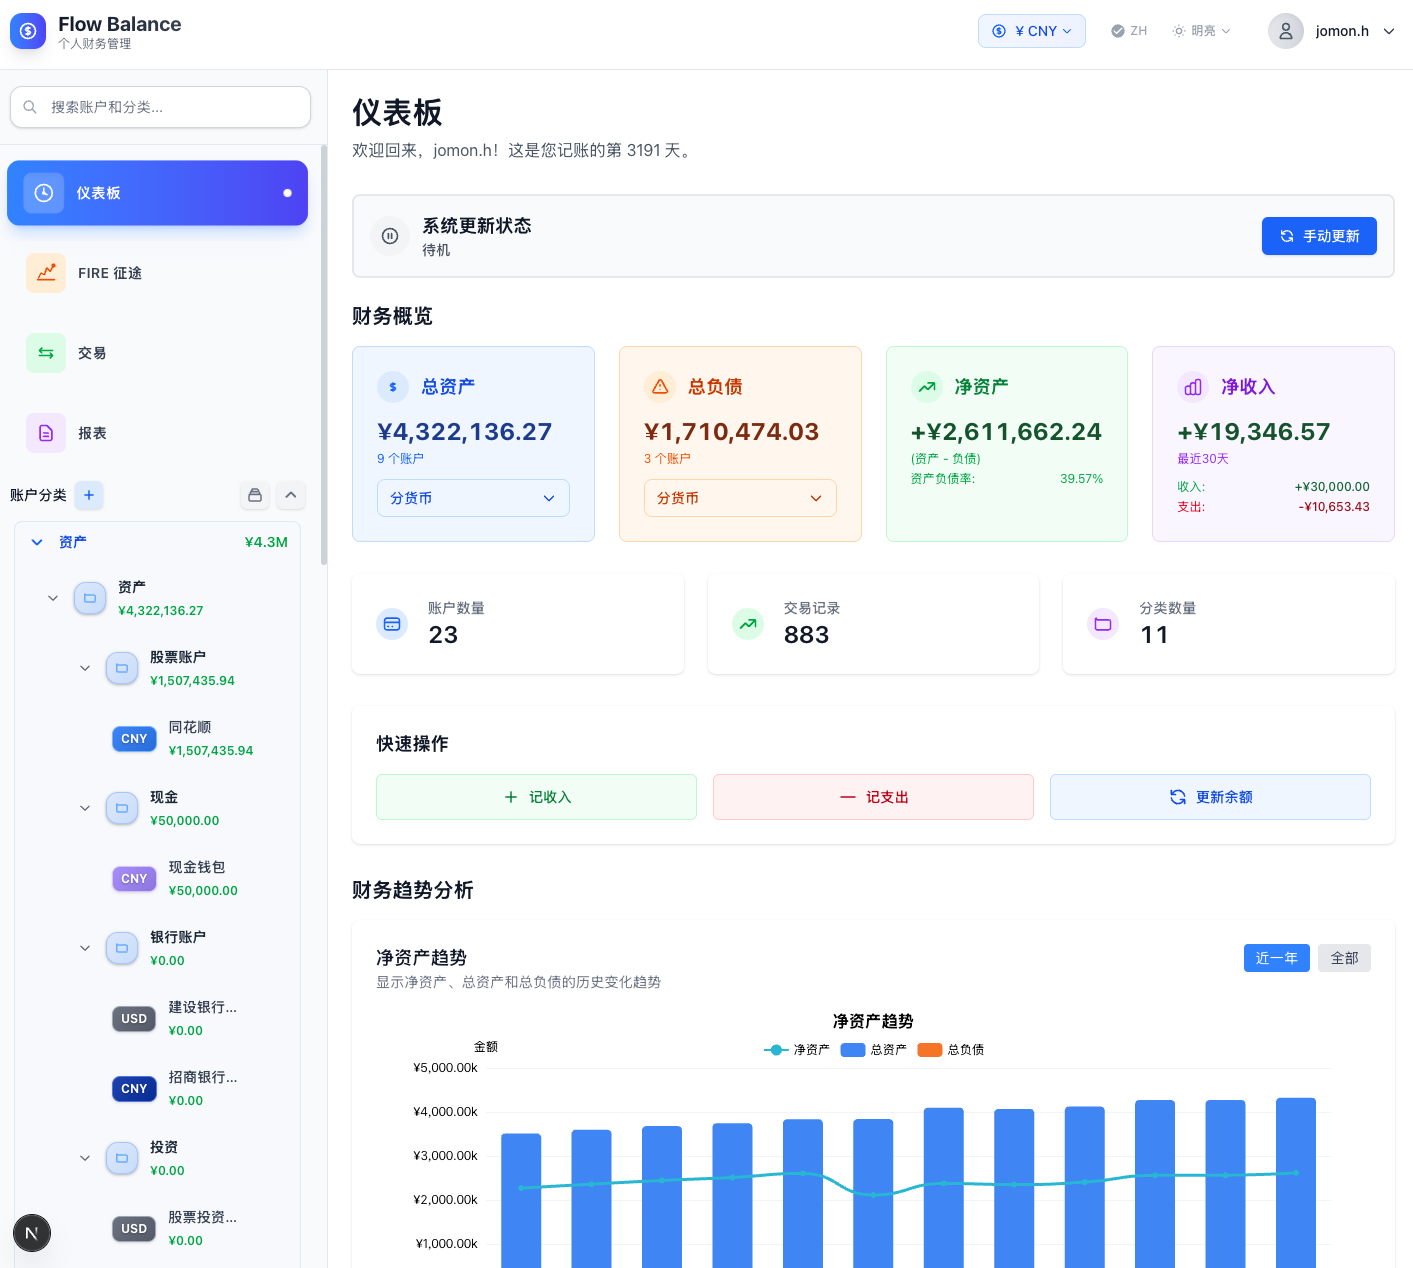 Flow Balance
个人财务管理
¥ CNY
ZH
明亮
jomon.h
搜索账户和分类...
仪表板
FIRE 征途
交易
报表
账户分类
资产
¥4.3M
资产
¥4,322,136.27
股票账户
¥1,507,435.94
CNY
同花顺
¥1,507,435.94
现金
¥50,000.00
CNY
现金钱包
¥50,000.00
银行账户
¥0.00
USD
建设银行...
¥0.00
CNY
招商银行...
¥0.00
投资
¥0.00
USD
股票投资...
¥0.00
N
仪表板
欢迎回来，jomon.h！这是您记账的第 3191 天。
系统更新状态
待机
手动更新
财务概览
总资产
¥4,322,136.27
9 个账户
分货币
总负债
¥1,710,474.03
3 个账户
分货币
净资产
+¥2,611,662.24
(资产 - 负债)
资产负债率:
39.57%
净收入
+¥19,346.57
最近30天
收入:
+¥30,000.00
支出:
-¥10,653.43
账户数量
23
交易记录
883
分类数量
11
快速操作
记收入
记支出
更新余额
财务趋势分析
净资产趋势
显示净资产、总资产和总负债的历史变化趋势
近一年
全部
净资产趋势
金额
净资产
总资产
总负债
¥5,000.00k
¥4,000.00k
¥3,000.00k
¥2,000.00k
¥1,000.00k